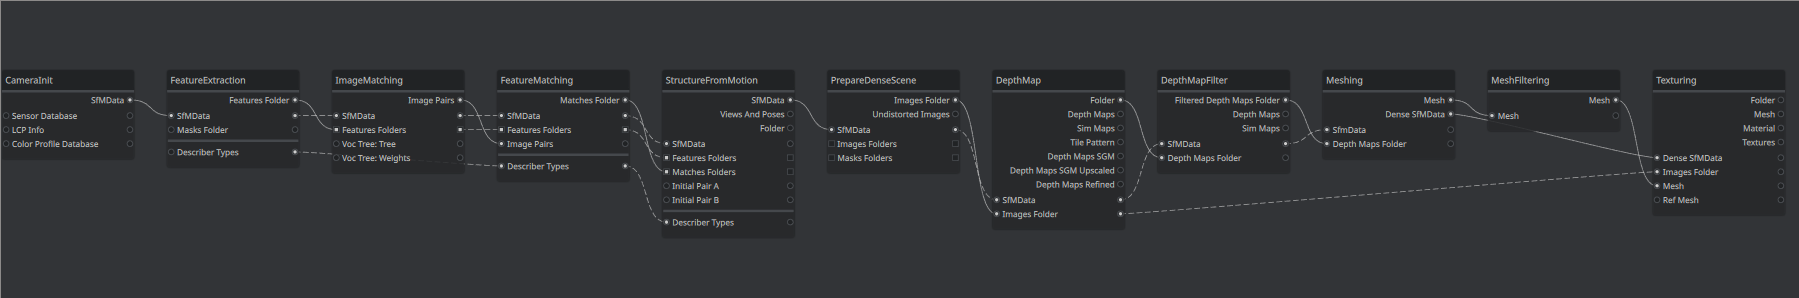 CameraInit
SfMData
Sensor Database
LCP Info
Color Profile Database
FeatureExtraction
Features Folder
SfMData
Masks Folder
Describer Types
ImageMatching
Image Pairs
SfMData
Features Folders
Voc Tree: Tree
Voc Tree: Weights
FeatureMatching
Matches Folder
SfMData
Features Folders
Image Pairs
Describer Types
StructureFromMotion
SfMData
Views And Poses
Folder
SfMData
Features Folders
Matches Folders
Initial Pair A
Initial Pair B
Describer Types
PrepareDenseScene
Images Folder
Undistorted Images
SfMData
Images Folders
Masks Folders
DepthMap
Folder
Depth Maps
Sim Maps
Tile Pattern
Depth Maps SGM
Depth Maps SGM Upscaled
Depth Maps Refined
SfMData
Images Folder
DepthMapFilter
Filtered Depth Maps Folder
Depth Maps
Sim Maps
SfMData
Depth Maps Folder
Meshing
Mesh
Dense SfMData
SfmData
Depth Maps Folder
MeshFiltering
Mesh
Mesh
Texturing
Folder
Mesh
Material
Textures
Dense SfMData
Images Folder
Mesh
Ref Mesh